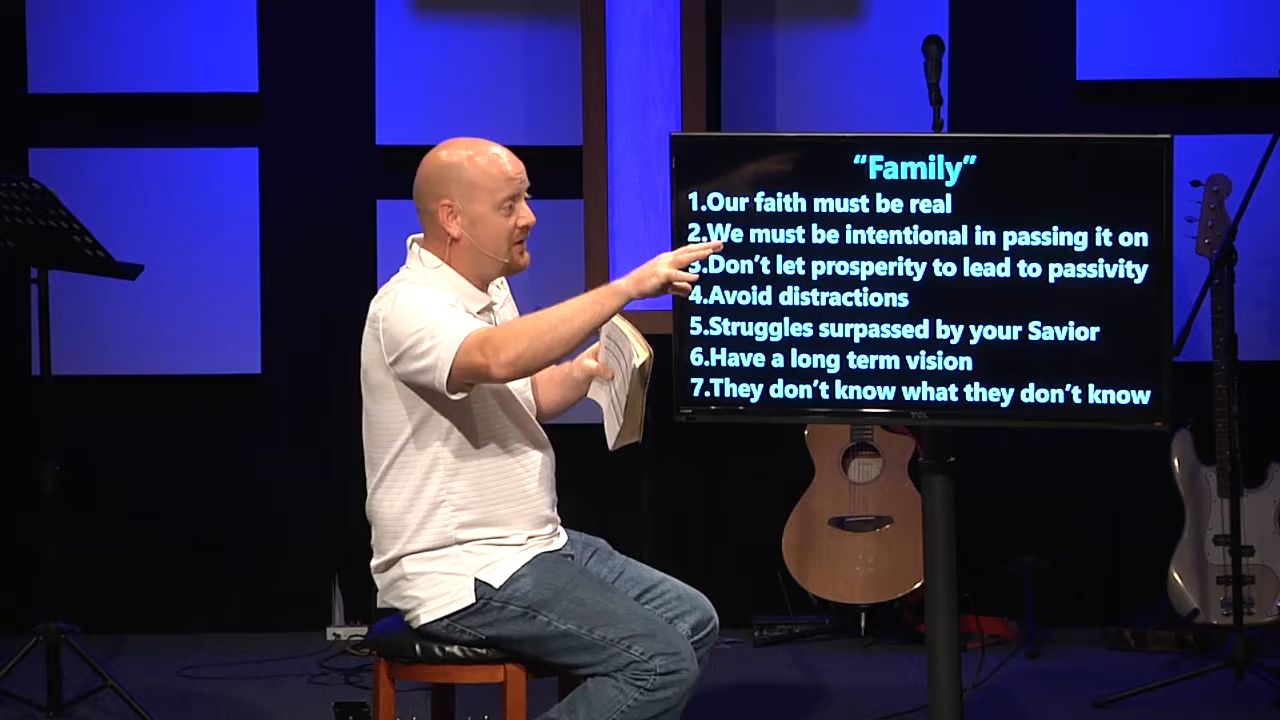 “Family”
1.Our faith must be real
2.We must be intentional in passing it on
3.Don’t let prosperity to lead to passivity
4.Avoid distractions
5.Struggles surpassed by your Savior
6.Have a long term vision
7.They don’t know what they don’t know
TCL